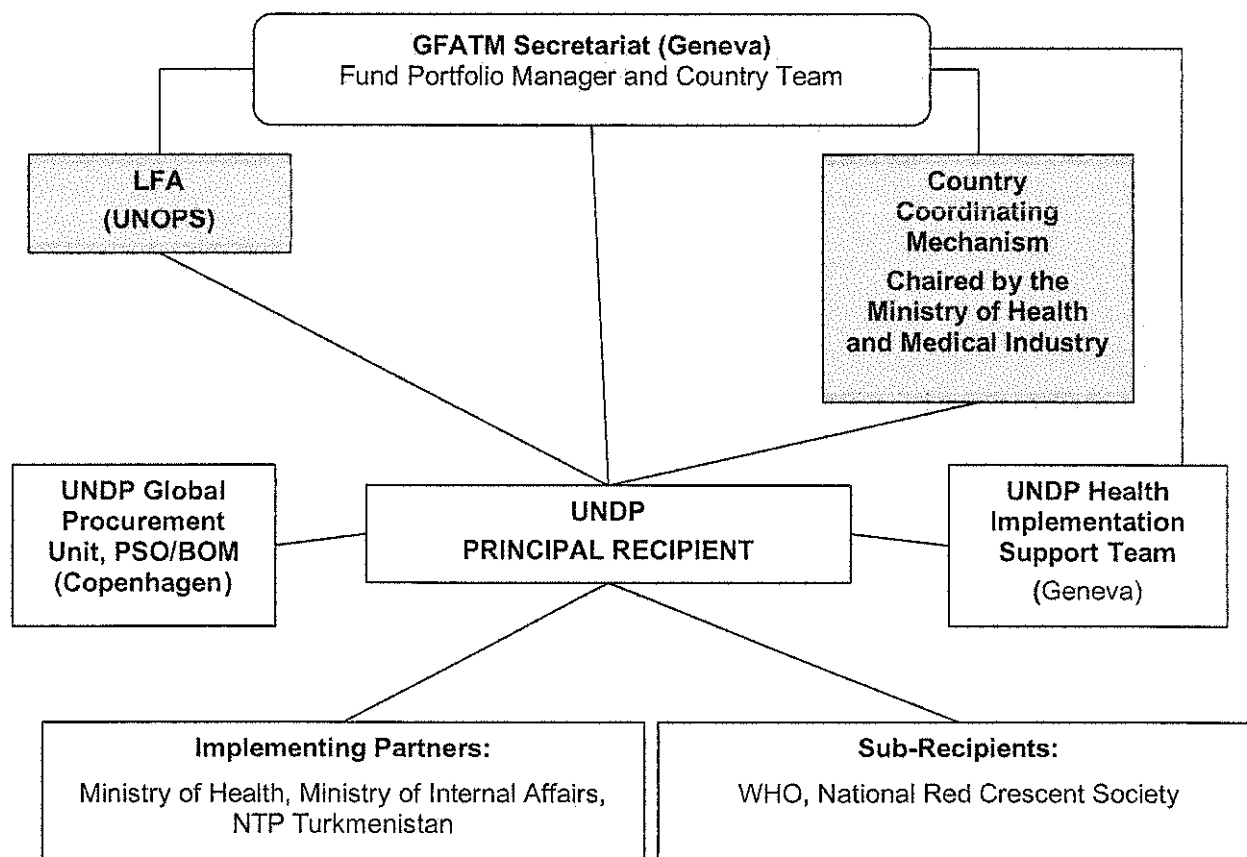 GFATM Secretariat (Geneva)
Fund Portfolio Manager and Country Team
LFA
(UNOPS)
Country
Coordinating
Mechanism
Chaired by the
Ministry of Health
and Medical Industry
UNDP Global
Procurement
Unit, PSO/BOM
(Copenhagen)
UNDP
PRINCIPAL RECIPIENT
UNDP Health
Implementation
Support Team
(Geneva)
Implementing Partners:
Ministry of Health, Ministry of Internal Affairs,
NTP Turkmenistan
Sub-Recipients:
WHO, National Red Crescent Society